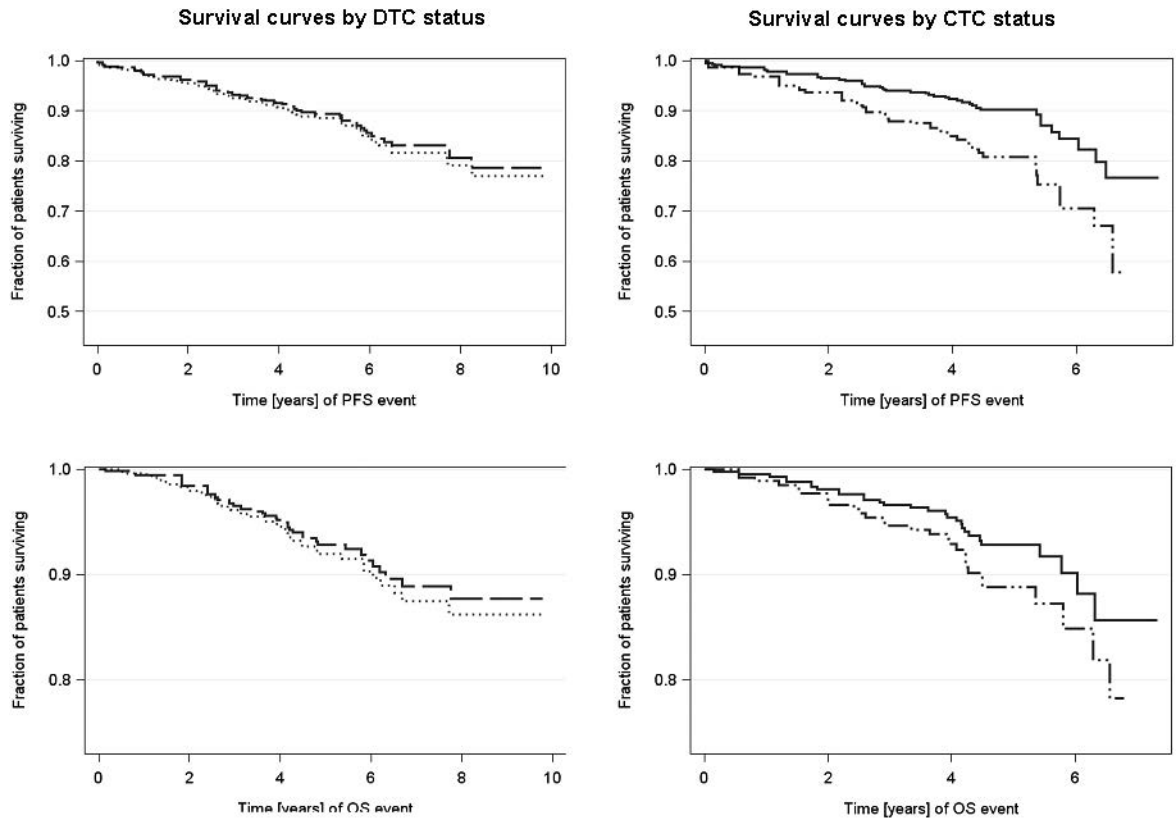 Survival curves by DTC status
Fraction of patients surviving
1.0
0.9
0.8
0.7
0.6
0.5
0 2 4 6 8 10
Time [years] of PFS event
Survival curves by CTC status
Fraction of patients surviving
1.0
0.9
0.8
0.7
0.6
0.5
0 2 4 6
Time [years] of PFS event
Fraction of patients surviving
1.0
0.9
0.8
0 2 4 6 8 10
Time [years] of OS event
Fraction of patients surviving
1.0
0.9
0.8
0 2 4 6
Time [years] of OS event